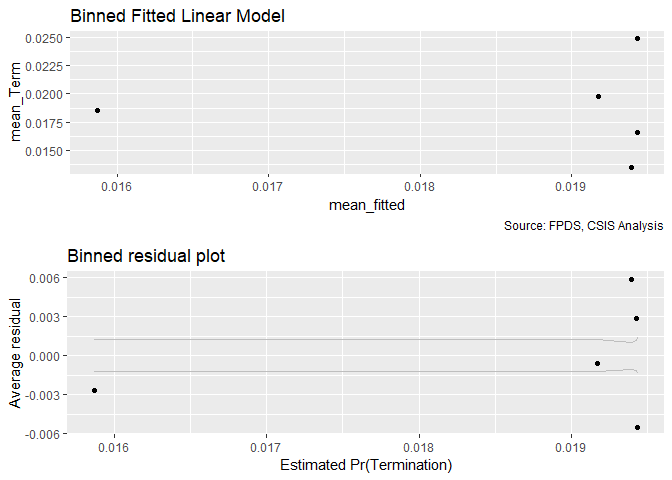 Binned Fitted Linear Model
mean_Term
0.0250
0.0225
0.0200
0.0175
0.0150
0.016
0.017
0.018
0.019
mean_fitted
Source: FPDS, CSIS Analysis
Binned residual plot
Average residual
0.006
0.003
0.000
-0.003
-0.006
0.016
0.017
0.018
0.019
Estimated Pr(Termination)